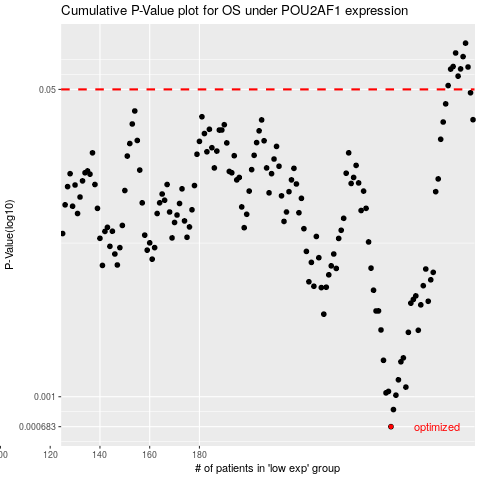 Cumulative P-Value plot for OS under POU2AF1 expression
0.05
P-Value(log10)
0.001
0.000683
optimized
00 120 140 160 180
# of patients in 'low exp' group